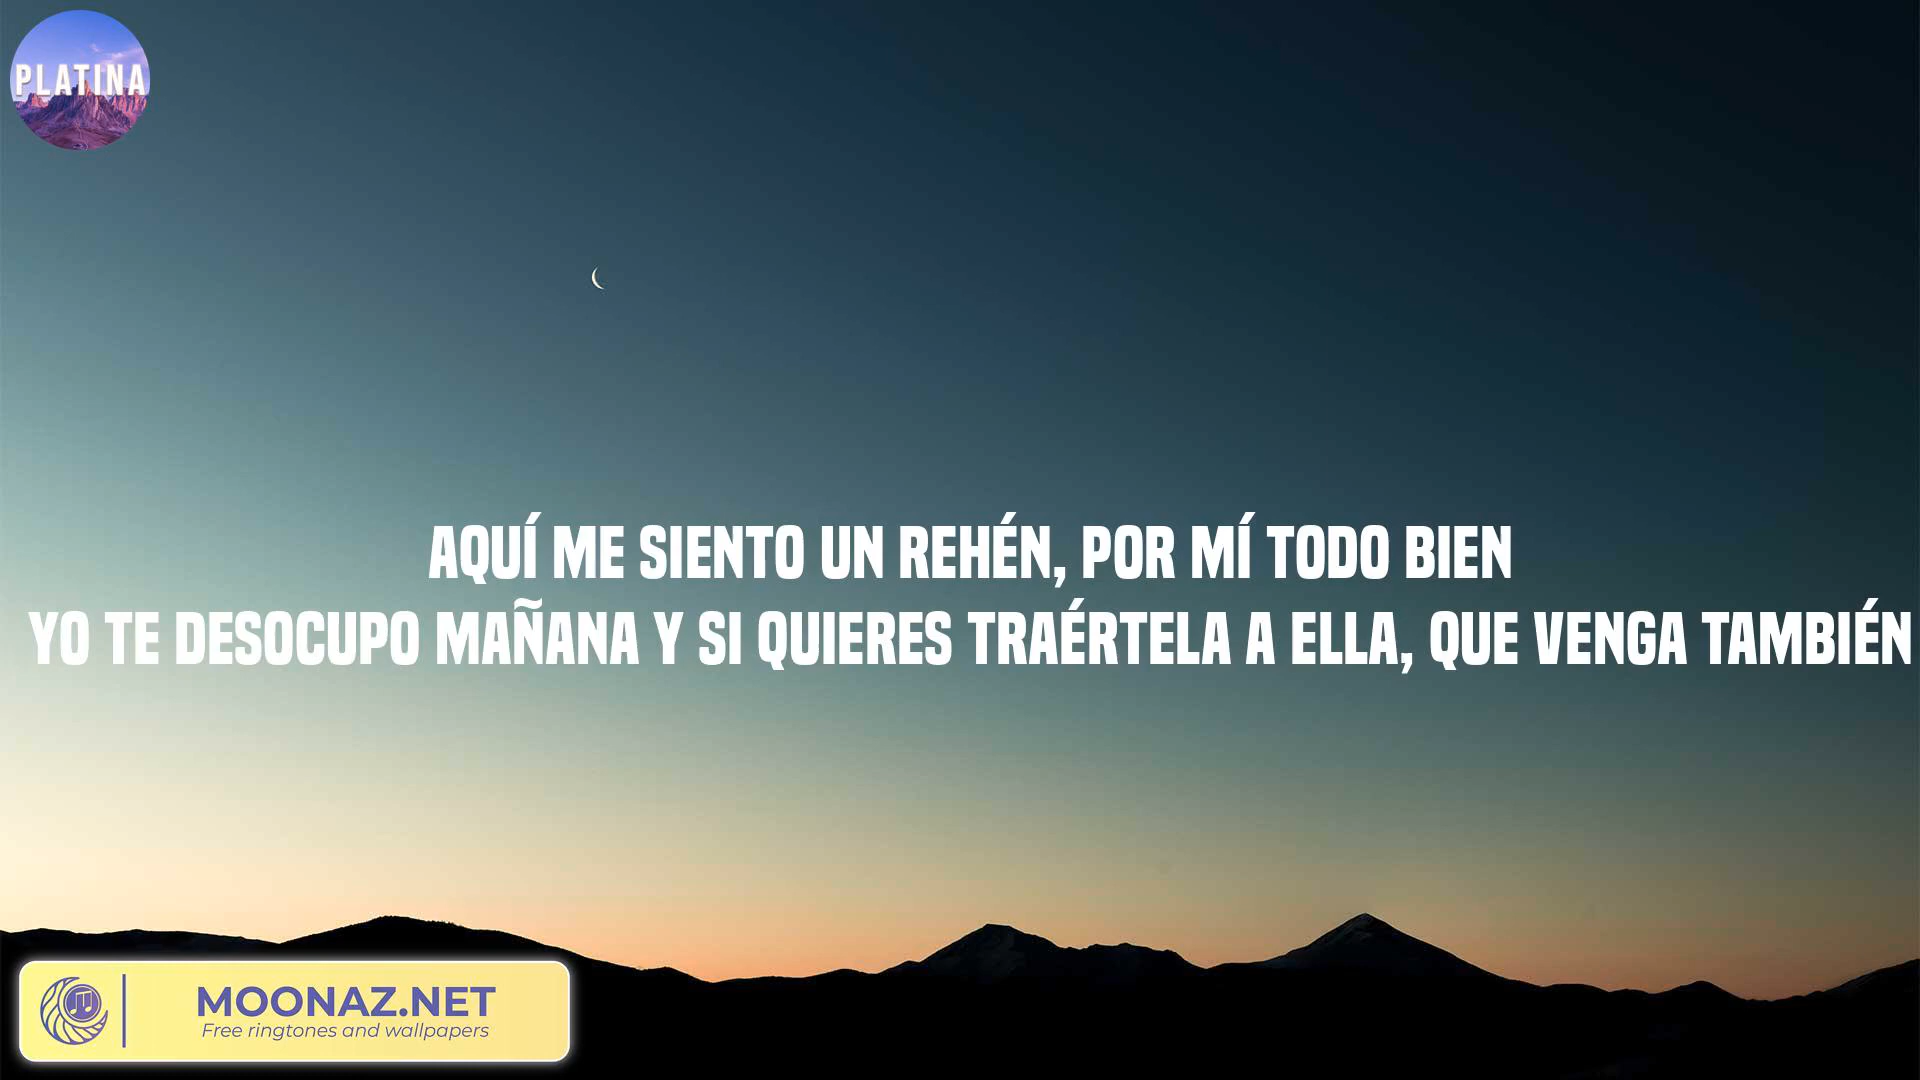 PLATINA
AQUÍ ME SIENTO UN REHÉN, POR MÍ TODO BIEN
YO TE DESOCUPO MAÑANA Y SI QUIERES TRAÉRTELA A ELLA, QUE VENGA TAMBIÉN
MOONAZ.NET
Free ringtones and wallpapers